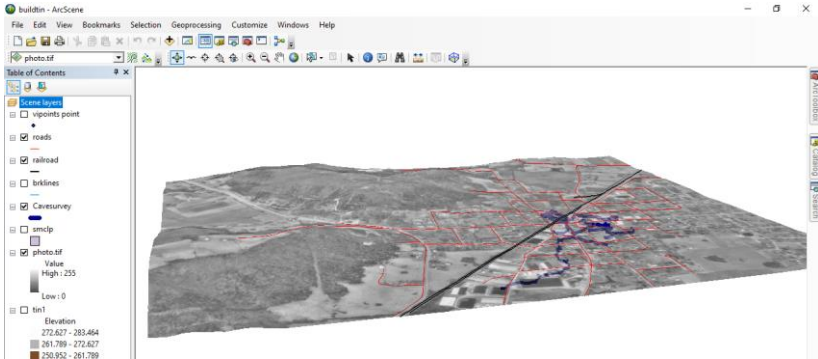 buildtin - ArcScene
File Edit View Bookmarks Selection Geoprocessing Customize Windows Help
photo.tif
Table of Contents
Scene layers
vipoints point
roads
railroad
brklines
Cavesurvey
smclp
photo.tif
Value
High : 255
Low : 0
tin1
Elevation
272.627 - 283.464
261.789 - 272.627
250.952 - 261.789
ArcToolbox
Catalog
Search